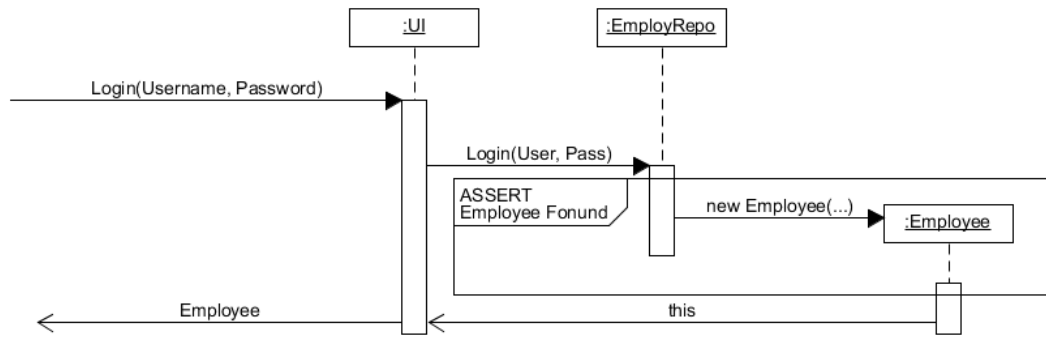 :UI
:EmployRepo
Login(Username, Password)
Login(User, Pass)
ASSERT
Employee Fonund
new Employee(...)
:Employee
Employee
this